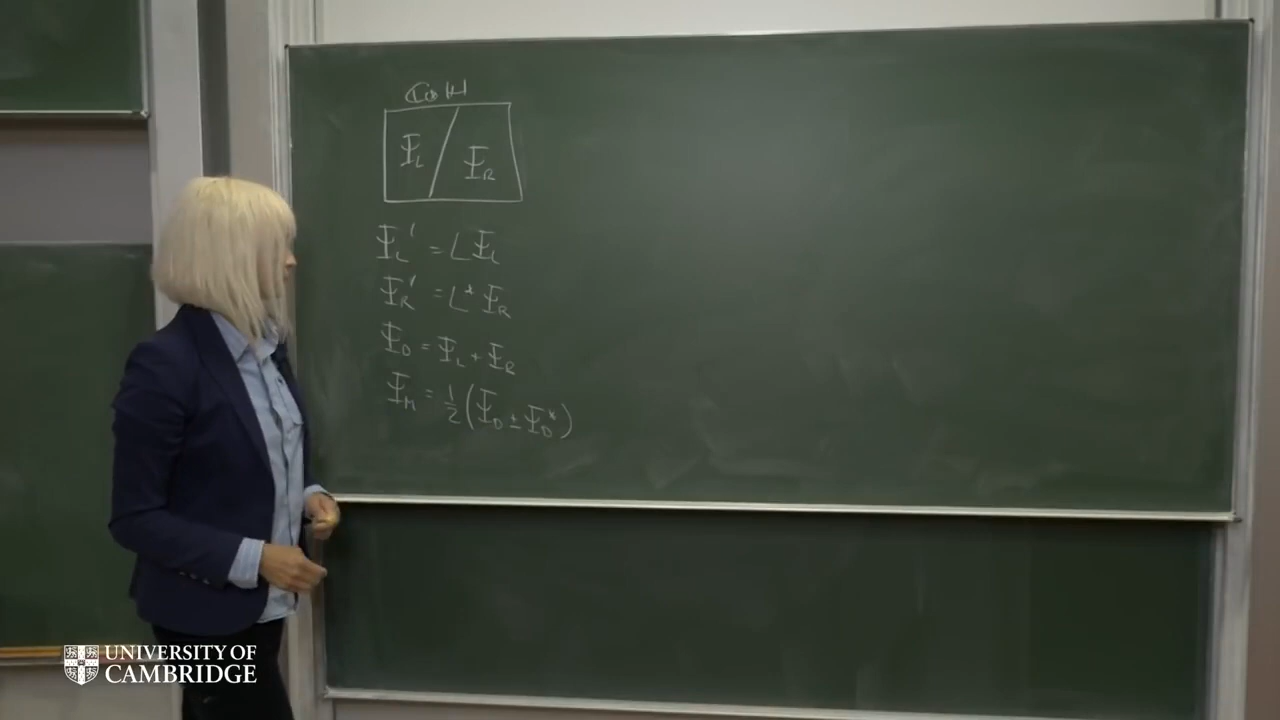 ℂ⊗ℍ
Ψ_L Ψ_R
Ψ_L' = L Ψ_L
Ψ_R' = L* Ψ_R
Ψ_D = Ψ_L + Ψ_R
Ψ_M = 1/2 (Ψ_D ± Ψ_D*)
UNIVERSITY OF
CAMBRIDGE